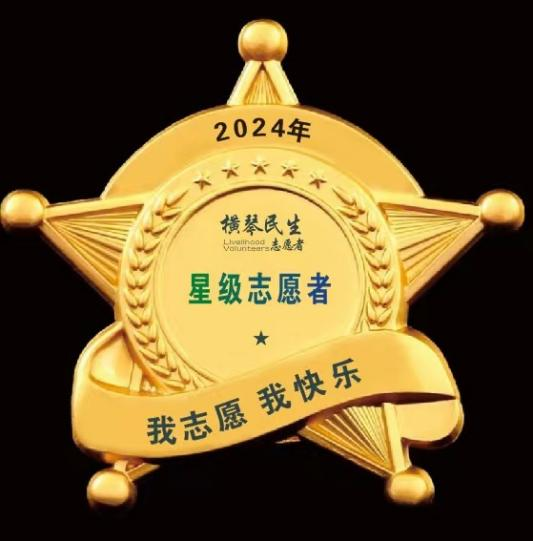 2024年
横琴民生
Livelihood
Volunteers志愿者
星级志愿者
我志愿 我快乐